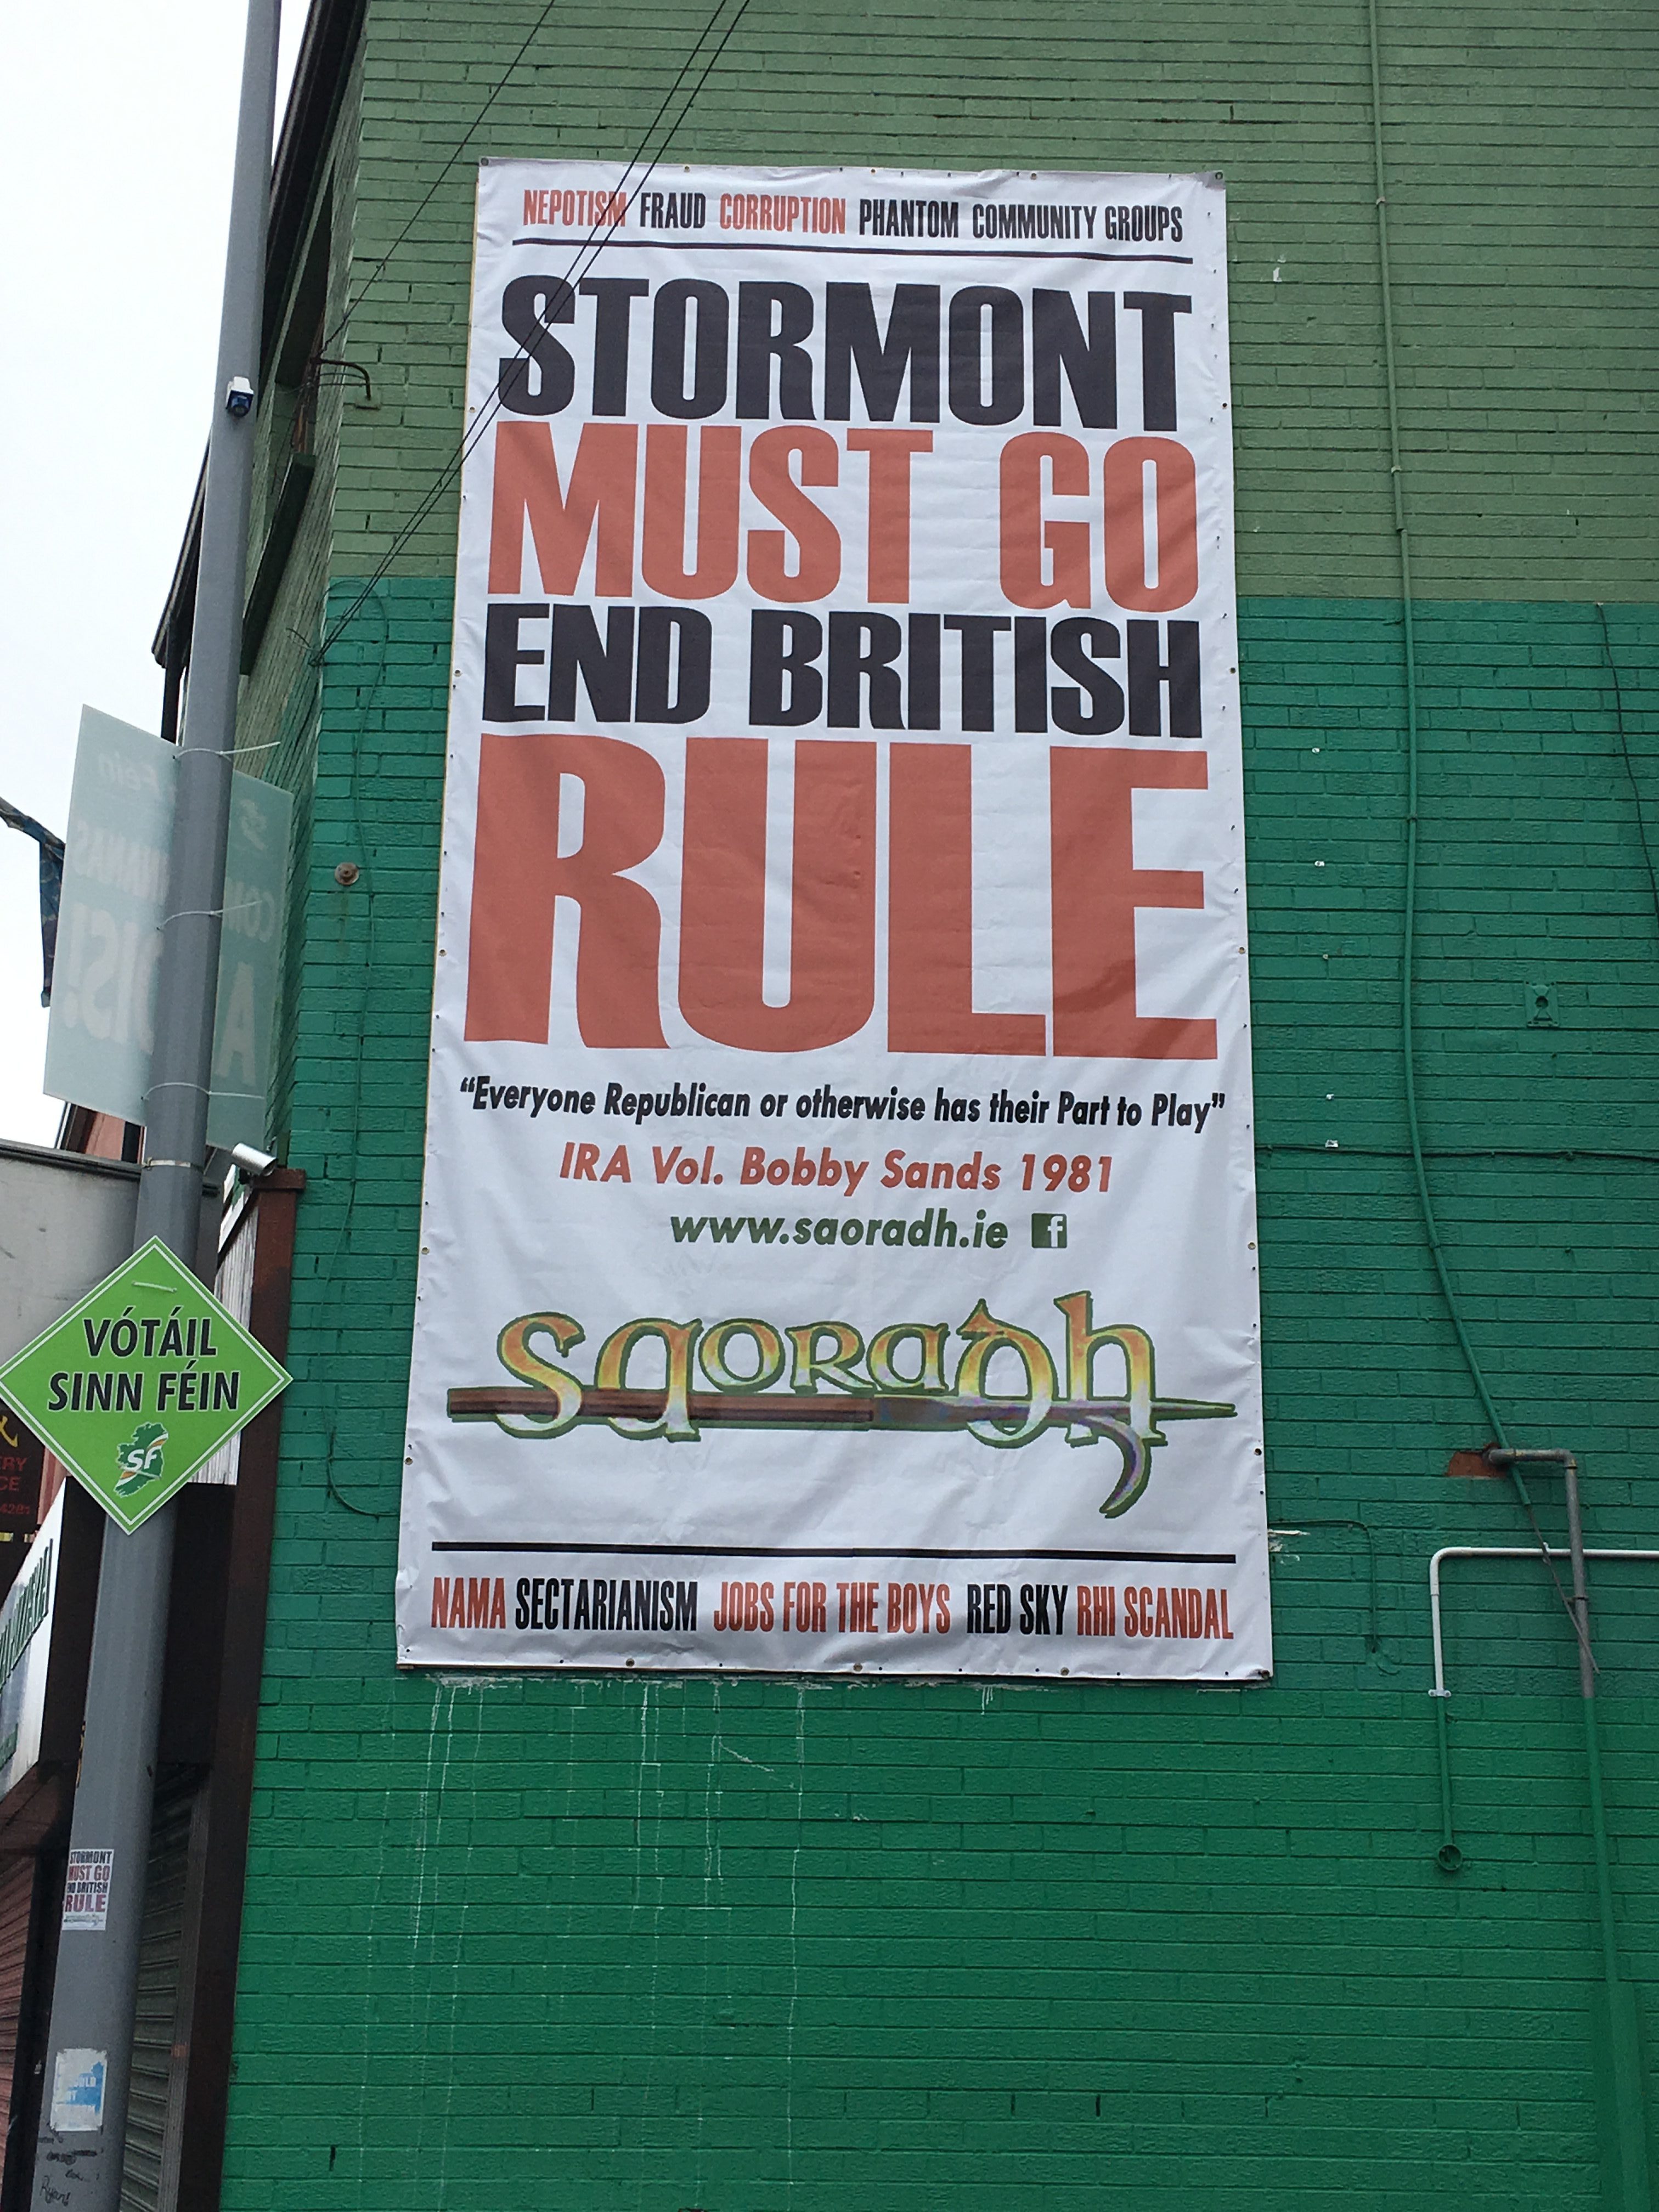 NEPOTISM FRAUD CORRUPTION PHANTOM COMMUNITY GROUPS
STORMONT
MUST GO
END BRITISH
RULE
"Everyone Republican or otherwise has their Part to Play"
IRA Vol. Bobby Sands 1981
www.saoradh.ie f
saoradh
NAMA SECTARIANISM JOBS FOR THE BOYS RED SKY RHI SCANDAL
VÓTÁIL
SINN FÉIN
SF
STORMONT
MUST GO
END BRITISH
RULE